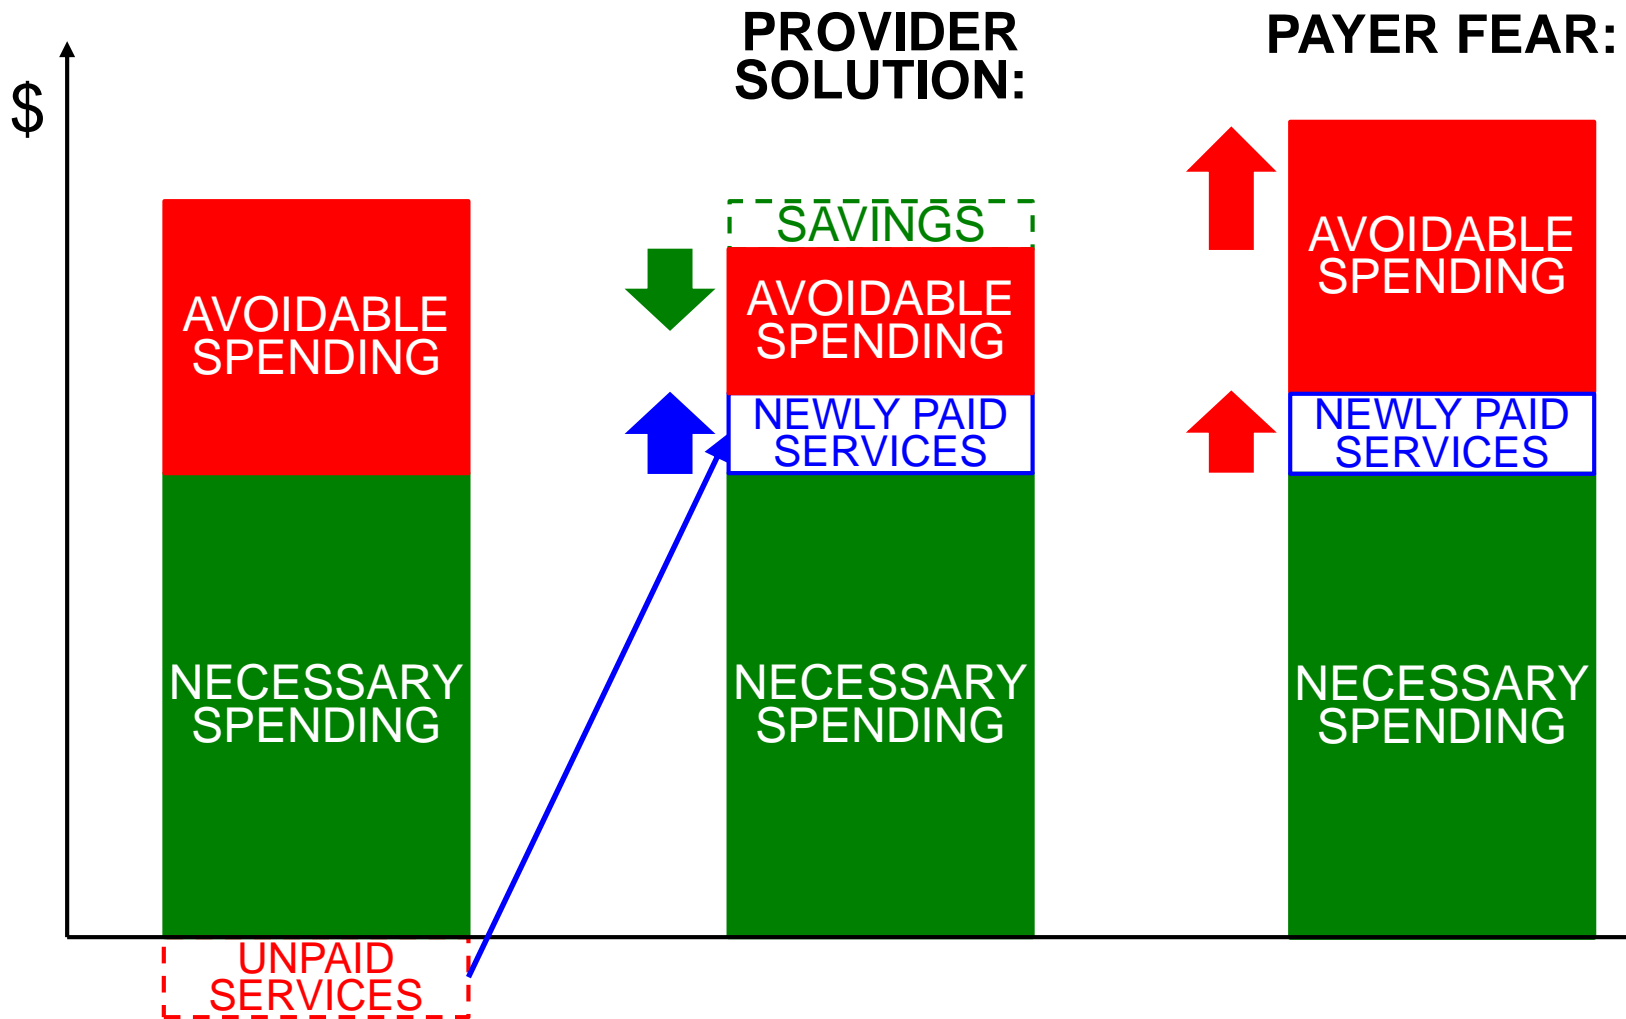 $
AVOIDABLE
SPENDING
NECESSARY
SPENDING
UNPAID
SERVICES
PROVIDER
SOLUTION:
SAVINGS
AVOIDABLE
SPENDING
NEWLY PAID
SERVICES
NECESSARY
SPENDING
PAYER FEAR:
AVOIDABLE
SPENDING
NEWLY PAID
SERVICES
NECESSARY
SPENDING